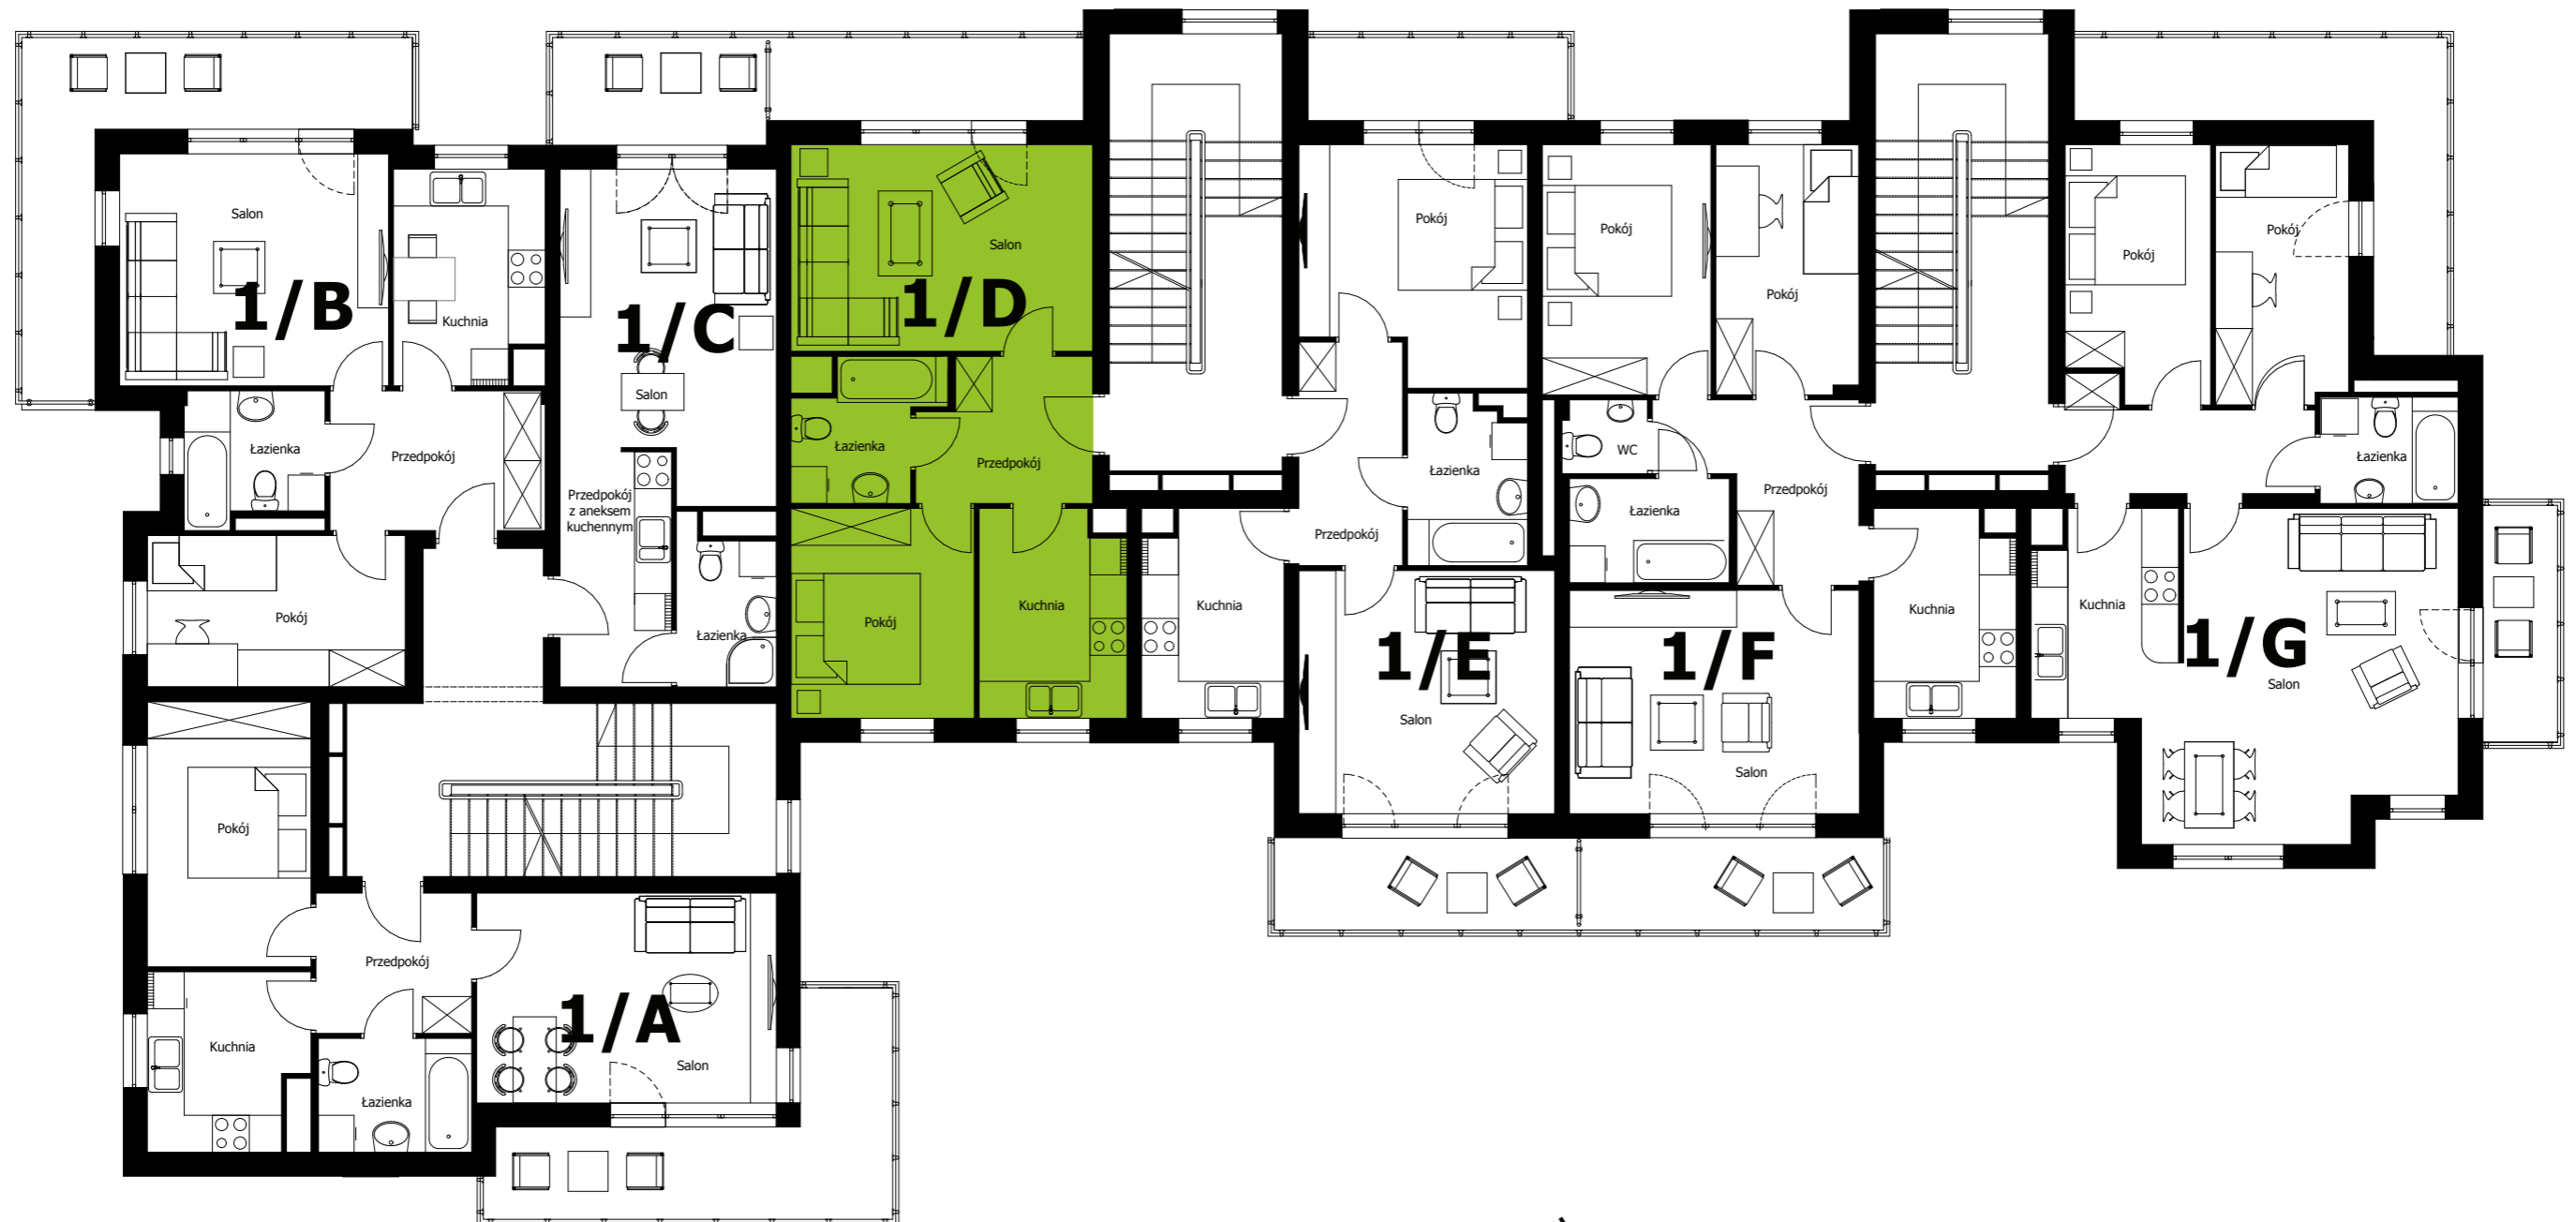 Salon
1/B
Kuchnia
Łazienka
Przedpokój
Pokój
1/C
Salon
Przedpokój
z aneksem
kuchennym
Łazienka
Salon
1/D
Łazienka
Przedpokój
Pokój
Kuchnia
Pokój
Łazienka
Przedpokój
Kuchnia
1/E
Salon
Pokój
Pokój
WC
Łazienka
Przedpokój
Kuchnia
1/F
Salon
Pokój
Pokój
Łazienka
Kuchnia
1/G
Salon
Pokój
Przedpokój
Kuchnia
Łazienka
1/A
Salon